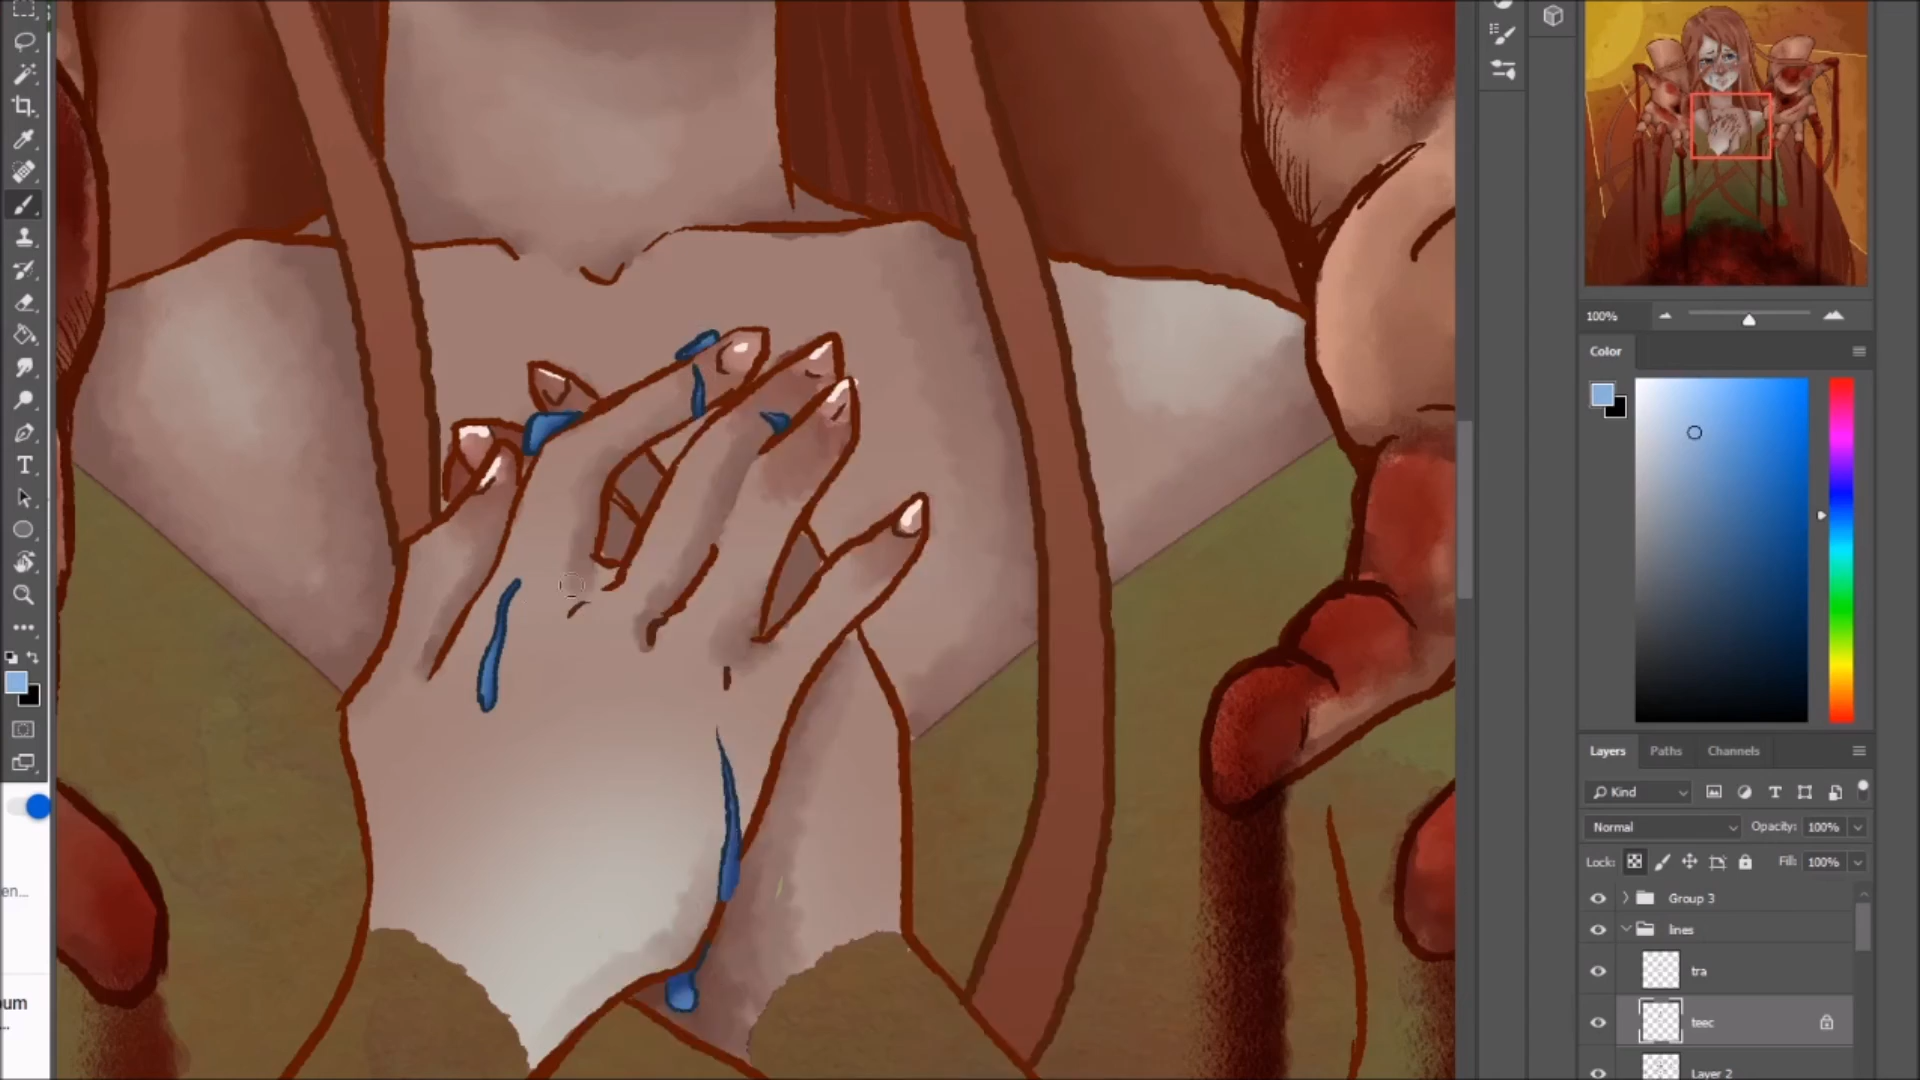 100%
Color
Layers Paths Channels
Kind
Normal Opacity: 100%
Lock: Fill: 100%
Group 3
lines
tra
teec
Layer 2
en...
um
...